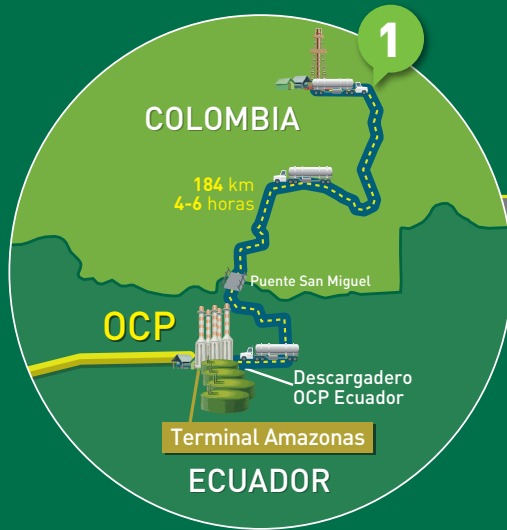 1
COLOMBIA
184 km
4-6 horas
Puente San Miguel
OCP
Descargadero
OCP Ecuador
Terminal Amazonas
ECUADOR